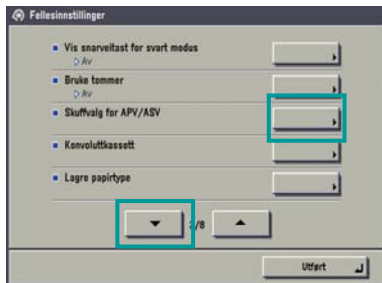 Fellesinnstillinger
Vis snarveitast for svart modus
Av
Bruke tommer
Av
Skuffvalg for APV/ASV
Konvoluttkassett
Lagre papirtype
/8
Utført